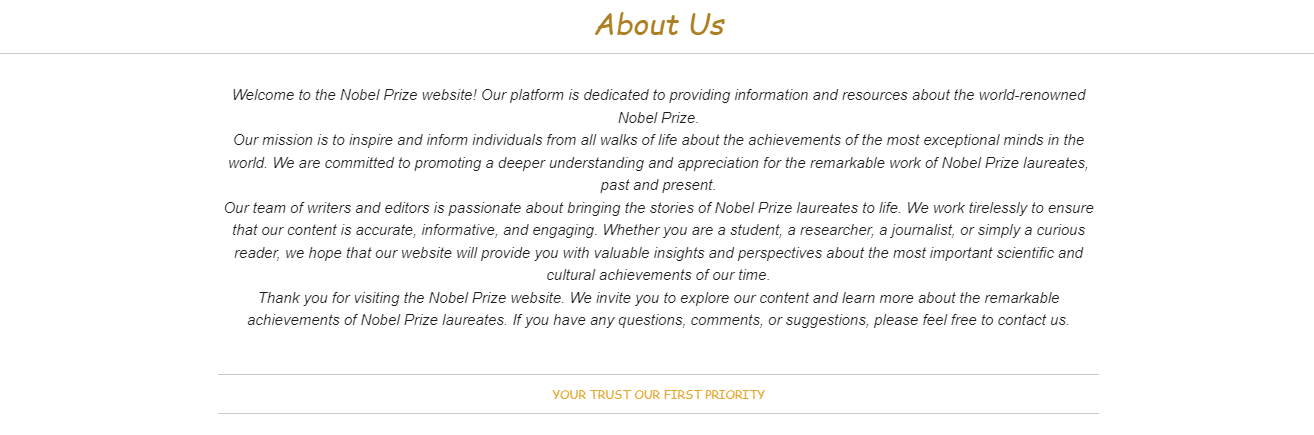 About Us
Welcome to the Nobel Prize website! Our platform is dedicated to providing information and resources about the world-renowned
Nobel Prize.
Our mission is to inspire and inform individuals from all walks of life about the achievements of the most exceptional minds in the
world. We are committed to promoting a deeper understanding and appreciation for the remarkable work of Nobel Prize laureates,
past and present.
Our team of writers and editors is passionate about bringing the stories of Nobel Prize laureates to life. We work tirelessly to ensure
that our content is accurate, informative, and engaging. Whether you are a student, a researcher, a journalist, or simply a curious
reader, we hope that our website will provide you with valuable insights and perspectives about the most important scientific and
cultural achievements of our time.
Thank you for visiting the Nobel Prize website. We invite you to explore our content and learn more about the remarkable
achievements of Nobel Prize laureates. If you have any questions, comments, or suggestions, please feel free to contact us.
YOUR TRUST OUR FIRST PRIORITY